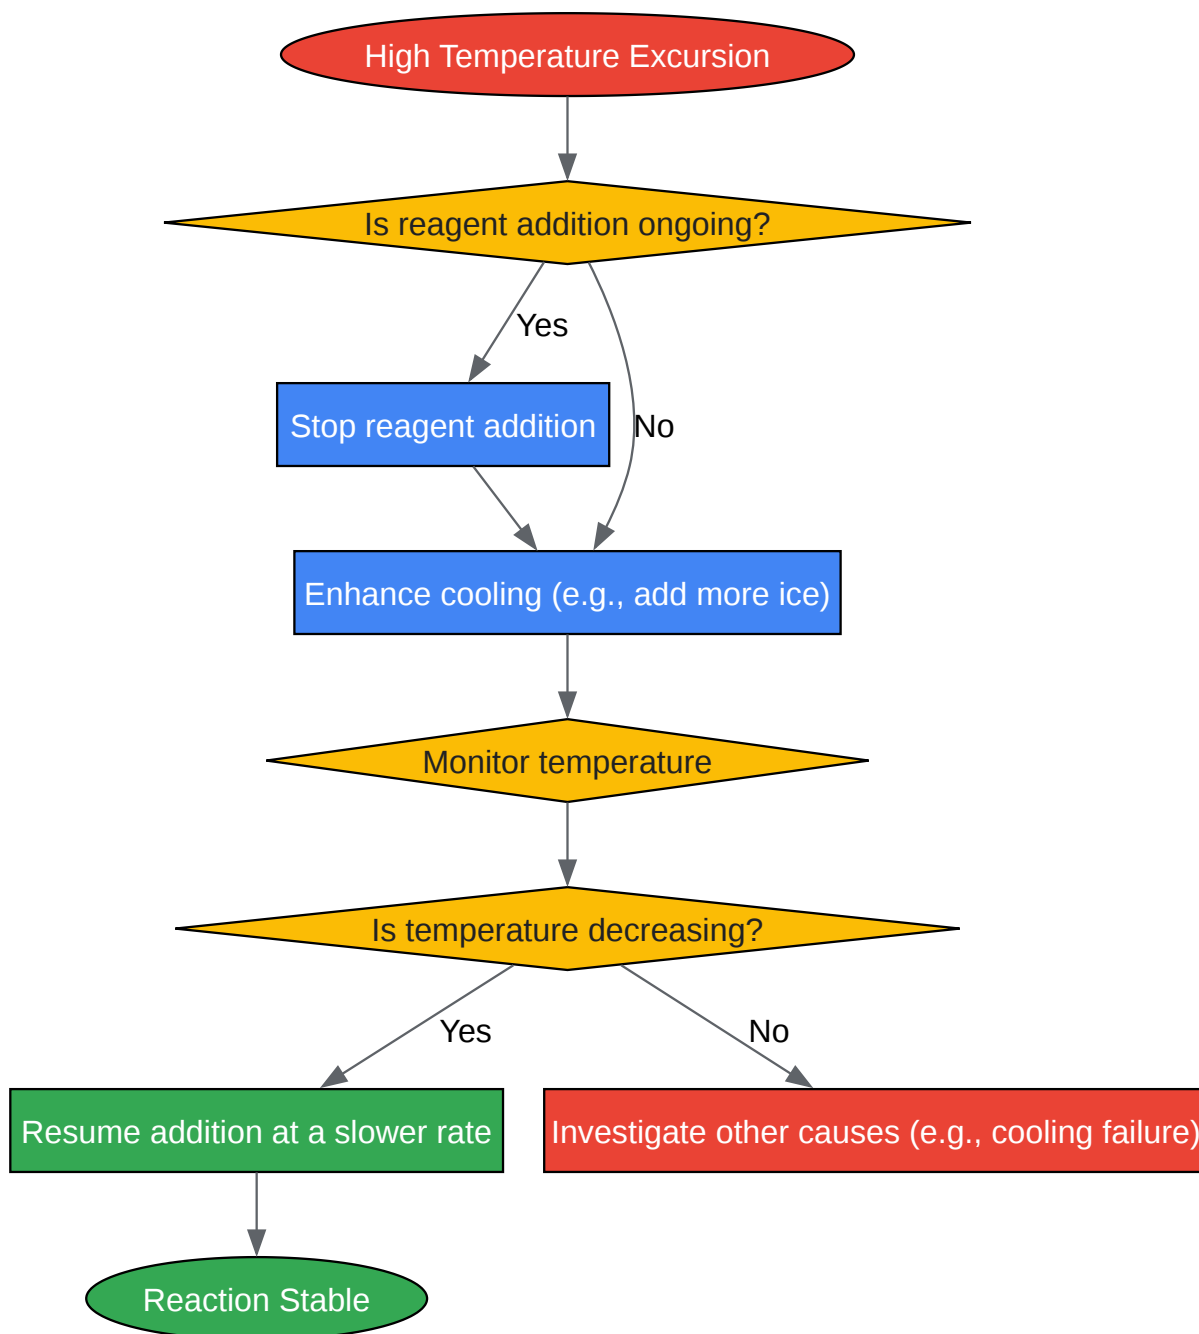 High Temperature Excursion
Is reagent addition ongoing?
Yes
Stop reagent addition
No
Enhance cooling (e.g., add more ice)
Monitor temperature
Is temperature decreasing?
Yes
No
Resume addition at a slower rate
Investigate other causes (e.g., cooling failure)
Reaction Stable